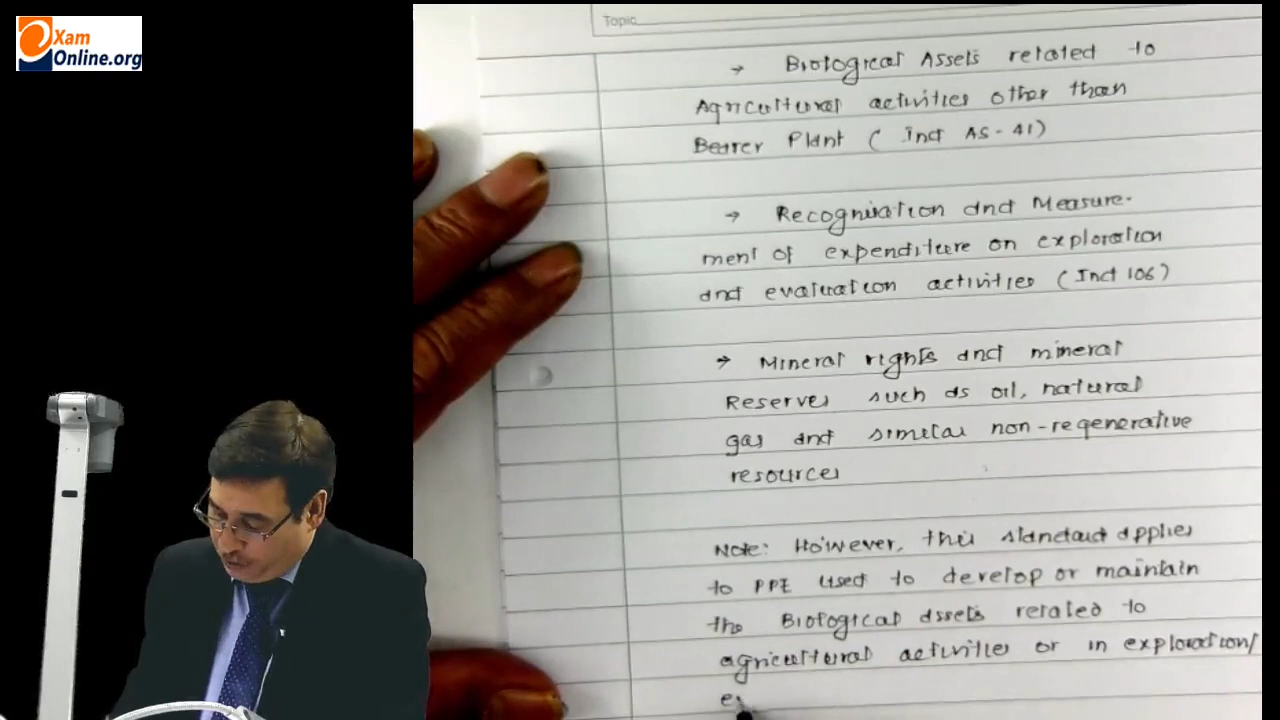 Exam
Online.org
Topic
→ Biological Assets related to
Agricultural activities other than
Bearer Plant ( ind AS - 41)
→ Recognisation and Measure-
ment of expenditure on exploration
and evaluation activities (Ind 106)
→ Mineral rights and mineral
Reserves such as oil, natural
gas and similar non-regenerative
resources
Note: However, this standard applies
to PPE used to develop or maintain
the Biological assets related to
agricultural activities or in exploration/